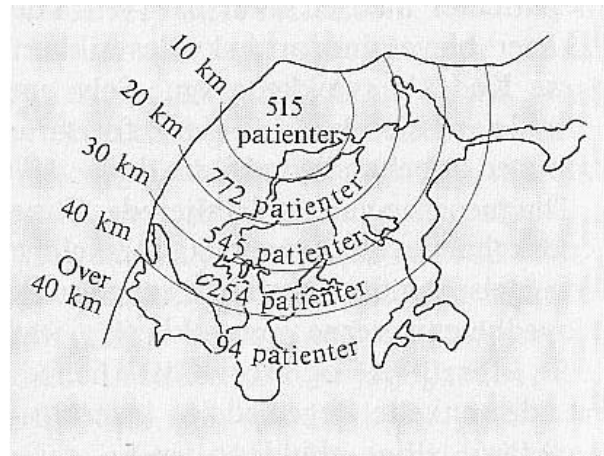 10 km
515
patienter
20 km
772 patienter
30 km
545 patienter
40 km
254 patienter
Over
40 km
94 patienter